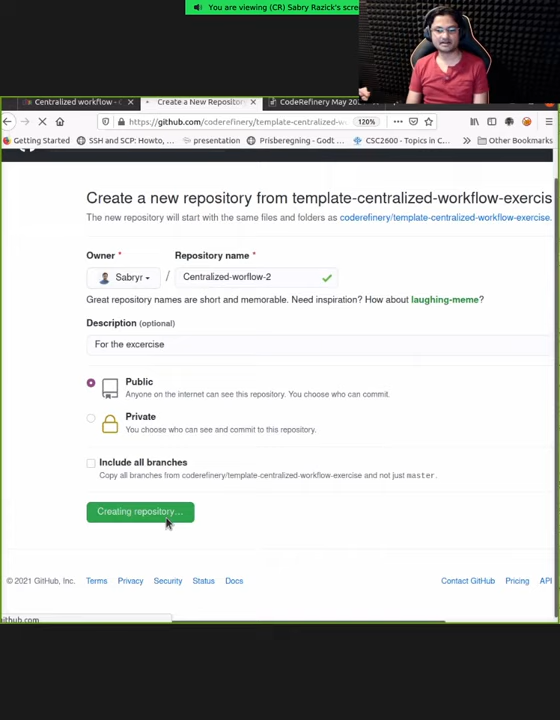 You are viewing (CR) Sabry Razick's scre
Centralized workflow - C
Create a New Repository
CodeRefinery May 20
https://github.com/coderefinery/template-centralized-w
120%
Getting Started
SSH and SCP: Howto, ...
presentation
Prisberegning - Godt ...
CSC2600 - Topics in C...
Other Bookmarks
Create a new repository from template-centralized-workflow-exercis
The new repository will start with the same files and folders as coderefinery/template-centralized-workflow-exercise.
Owner *
Repository name *
Sabryr
/
Centralized-worflow-2
Great repository names are short and memorable. Need inspiration? How about laughing-meme?
Description (optional)
For the excercise
Public
Anyone on the internet can see this repository. You choose who can commit.
Private
You choose who can see and commit to this repository.
Include all branches
Copy all branches from coderefinery/template-centralized-workflow-exercise and not just master.
Creating repository...
© 2021 GitHub, Inc.
Terms
Privacy
Security
Status
Docs
Contact GitHub
Pricing
API
github.com